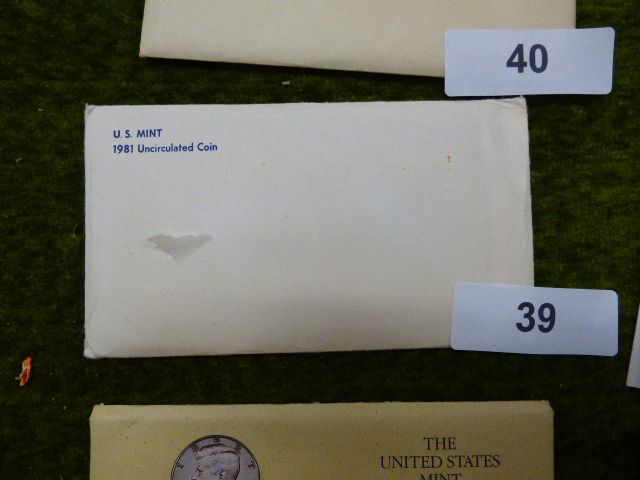 40
U.S. MINT
1981 Uncirculated Coin
39
THE
UNITED STATES
MINT